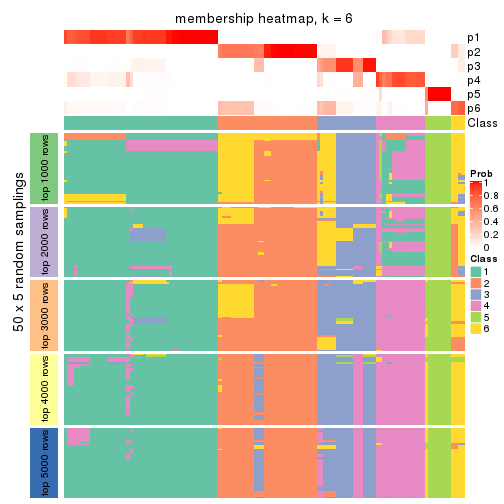 membership heatmap, k = 6
p1
p2
p3
p4
p5
p6
Class
50 x 5 random samplings
top 1000 rows
top 2000 rows
top 3000 rows
top 4000 rows
top 5000 rows
Prob
1
0.8
0.6
0.4
0.2
0
Class
1
2
3
4
5
6